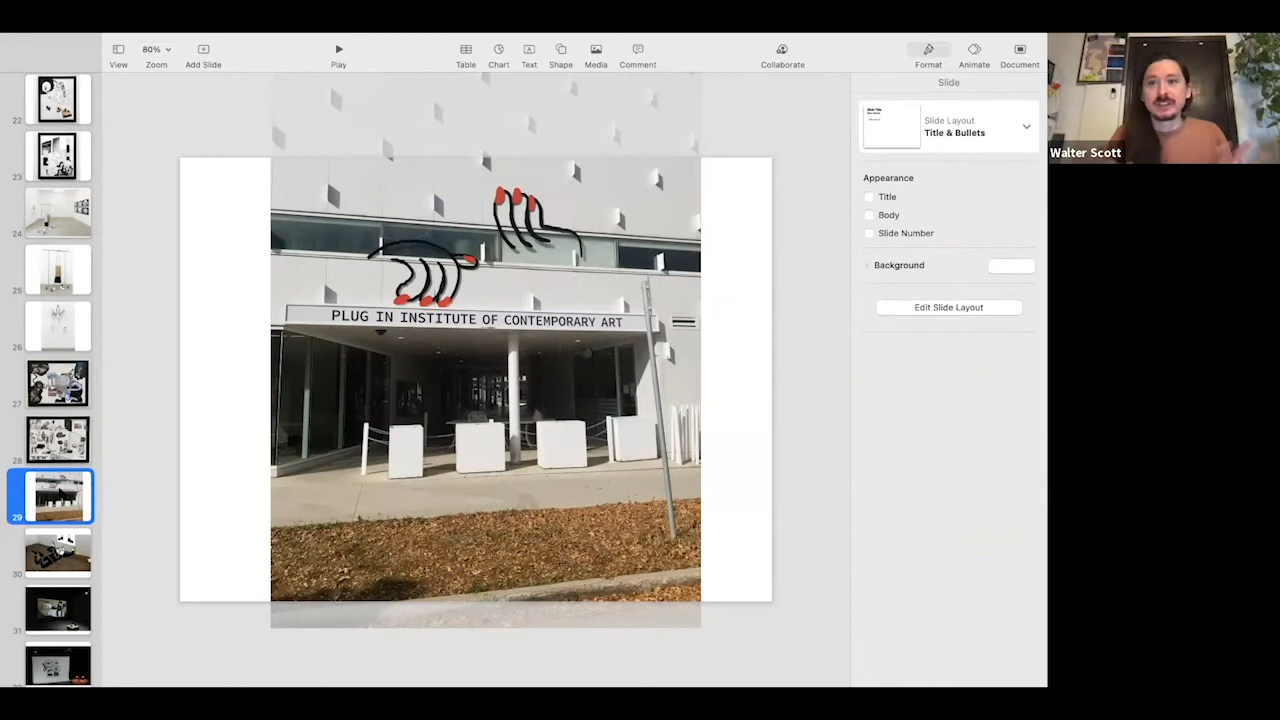 View
80%
Zoom
Add Slide
Play
Table
Chart
Text
Shape
Media
Comment
Collaborate
Format
Animate
Document
Slide
Slide Layout
Title & Bullets
Appearance
Title
Body
Slide Number
Background
Edit Slide Layout
Walter Scott
22
23
24
25
26
27
28
29
30
31
PLUG IN INSTITUTE OF CONTEMPORARY ART